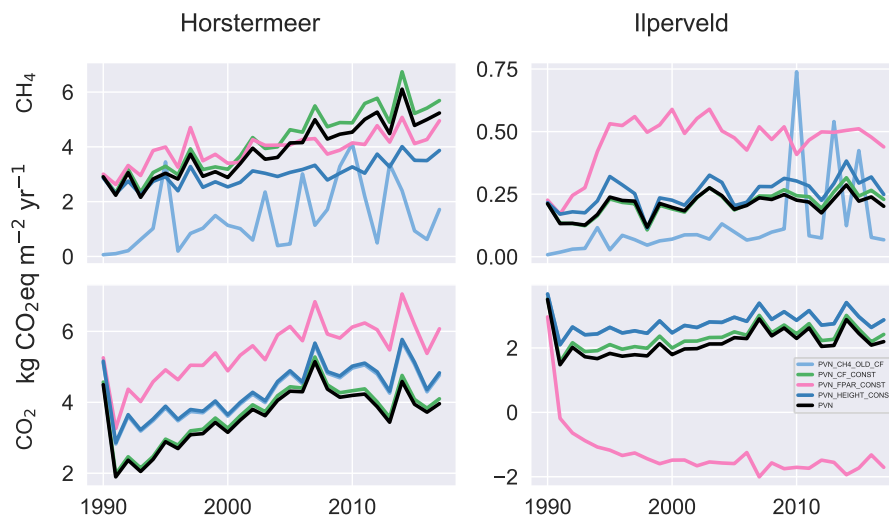 Horstermeer
Ilperveld
CH₄
kg CO₂eq m⁻² yr⁻¹
CO₂
6
4
2
0
0.75
0.50
0.25
0.00
6
4
2
2
0
−2
PVN_CH4_OLD_CF
PVN_CF_CONST
PVN_FPAR_CONST
PVN_HEIGHT_CONS
PVN
1990
2000
2010
1990
2000
2010